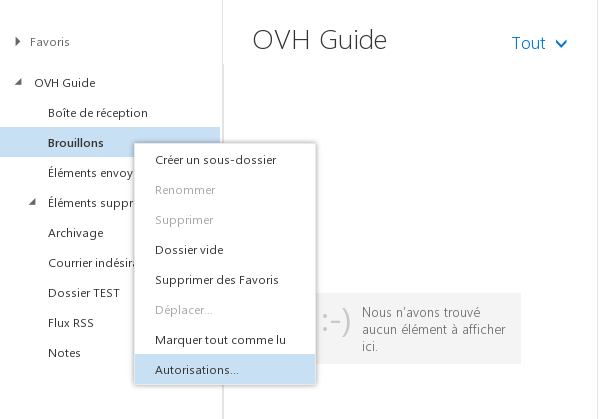 Favoris
OVH Guide
Boîte de réception
Brouillons
Éléments envoy
Éléments suppr
Archivage
Courrier indésira
Dossier TEST
Flux RSS
Notes
Créer un sous-dossier
Renommer
Supprimer
Dossier vide
Supprimer des Favoris
Déplacer...
Marquer tout comme lu
Autorisations...
OVH Guide
Tout
:-)
Nous n'avons trouvé
aucun élément à afficher
ici.